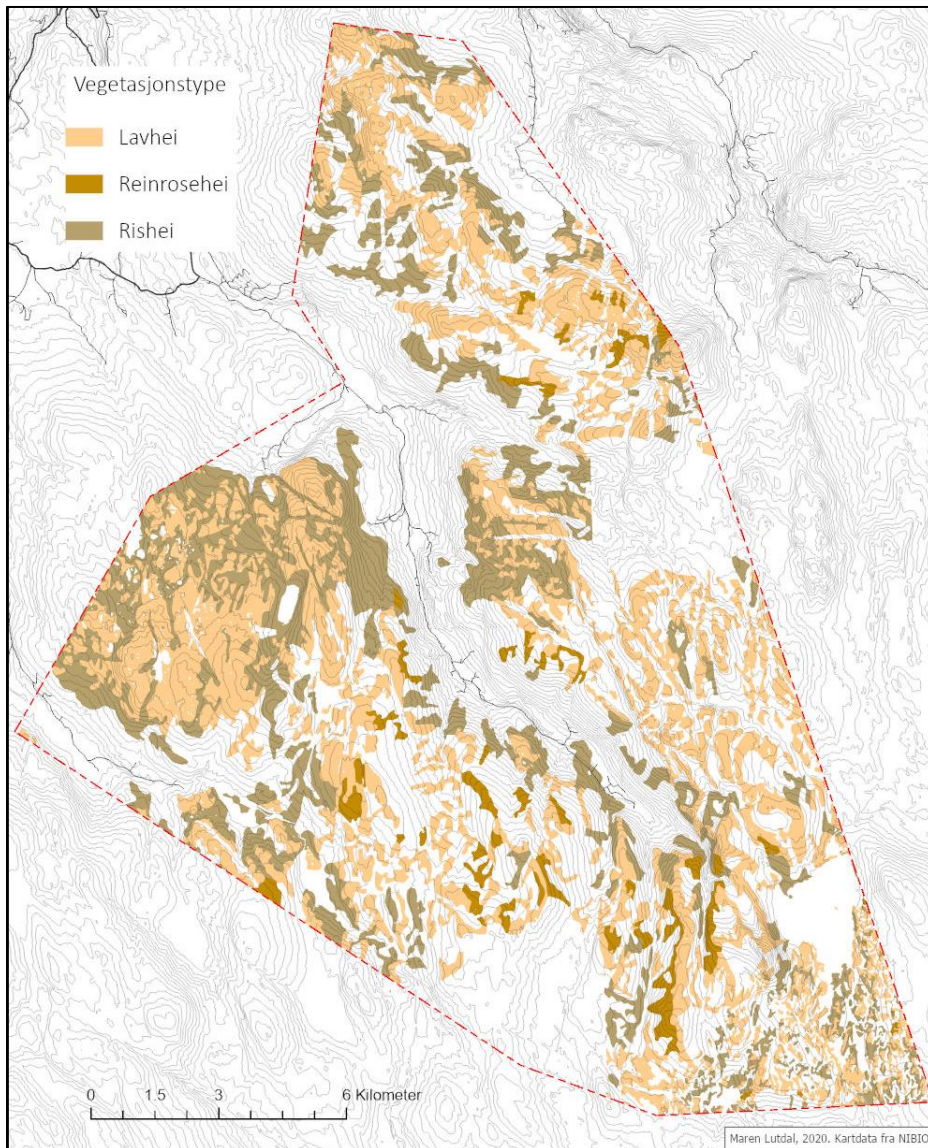 Vegetasjonstype
Lavhei
Reinrosehei
Rishei
0 1.5 3 6 Kilometer
Maren Lutdal, 2020. Kartdata fra NIBIO